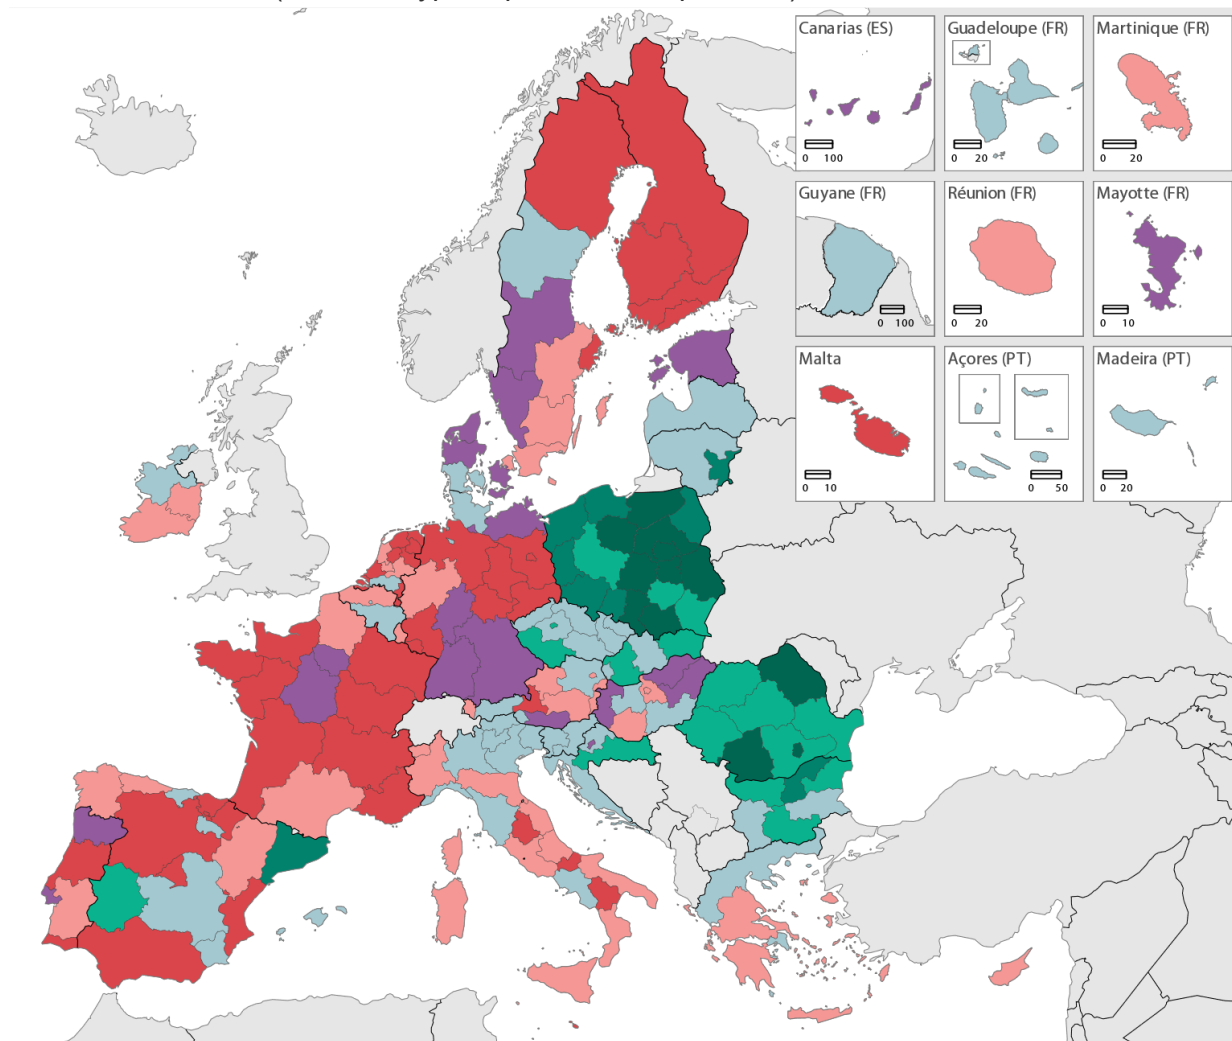 Canarias (ES)
0 100
Guadeloupe (FR)
0 20
Martinique (FR)
0 20
Guyane (FR)
0 100
Réunion (FR)
0 20
Mayotte (FR)
0 10
Malta
0 10
Açores (PT)
0 50
Madeira (PT)
0 20